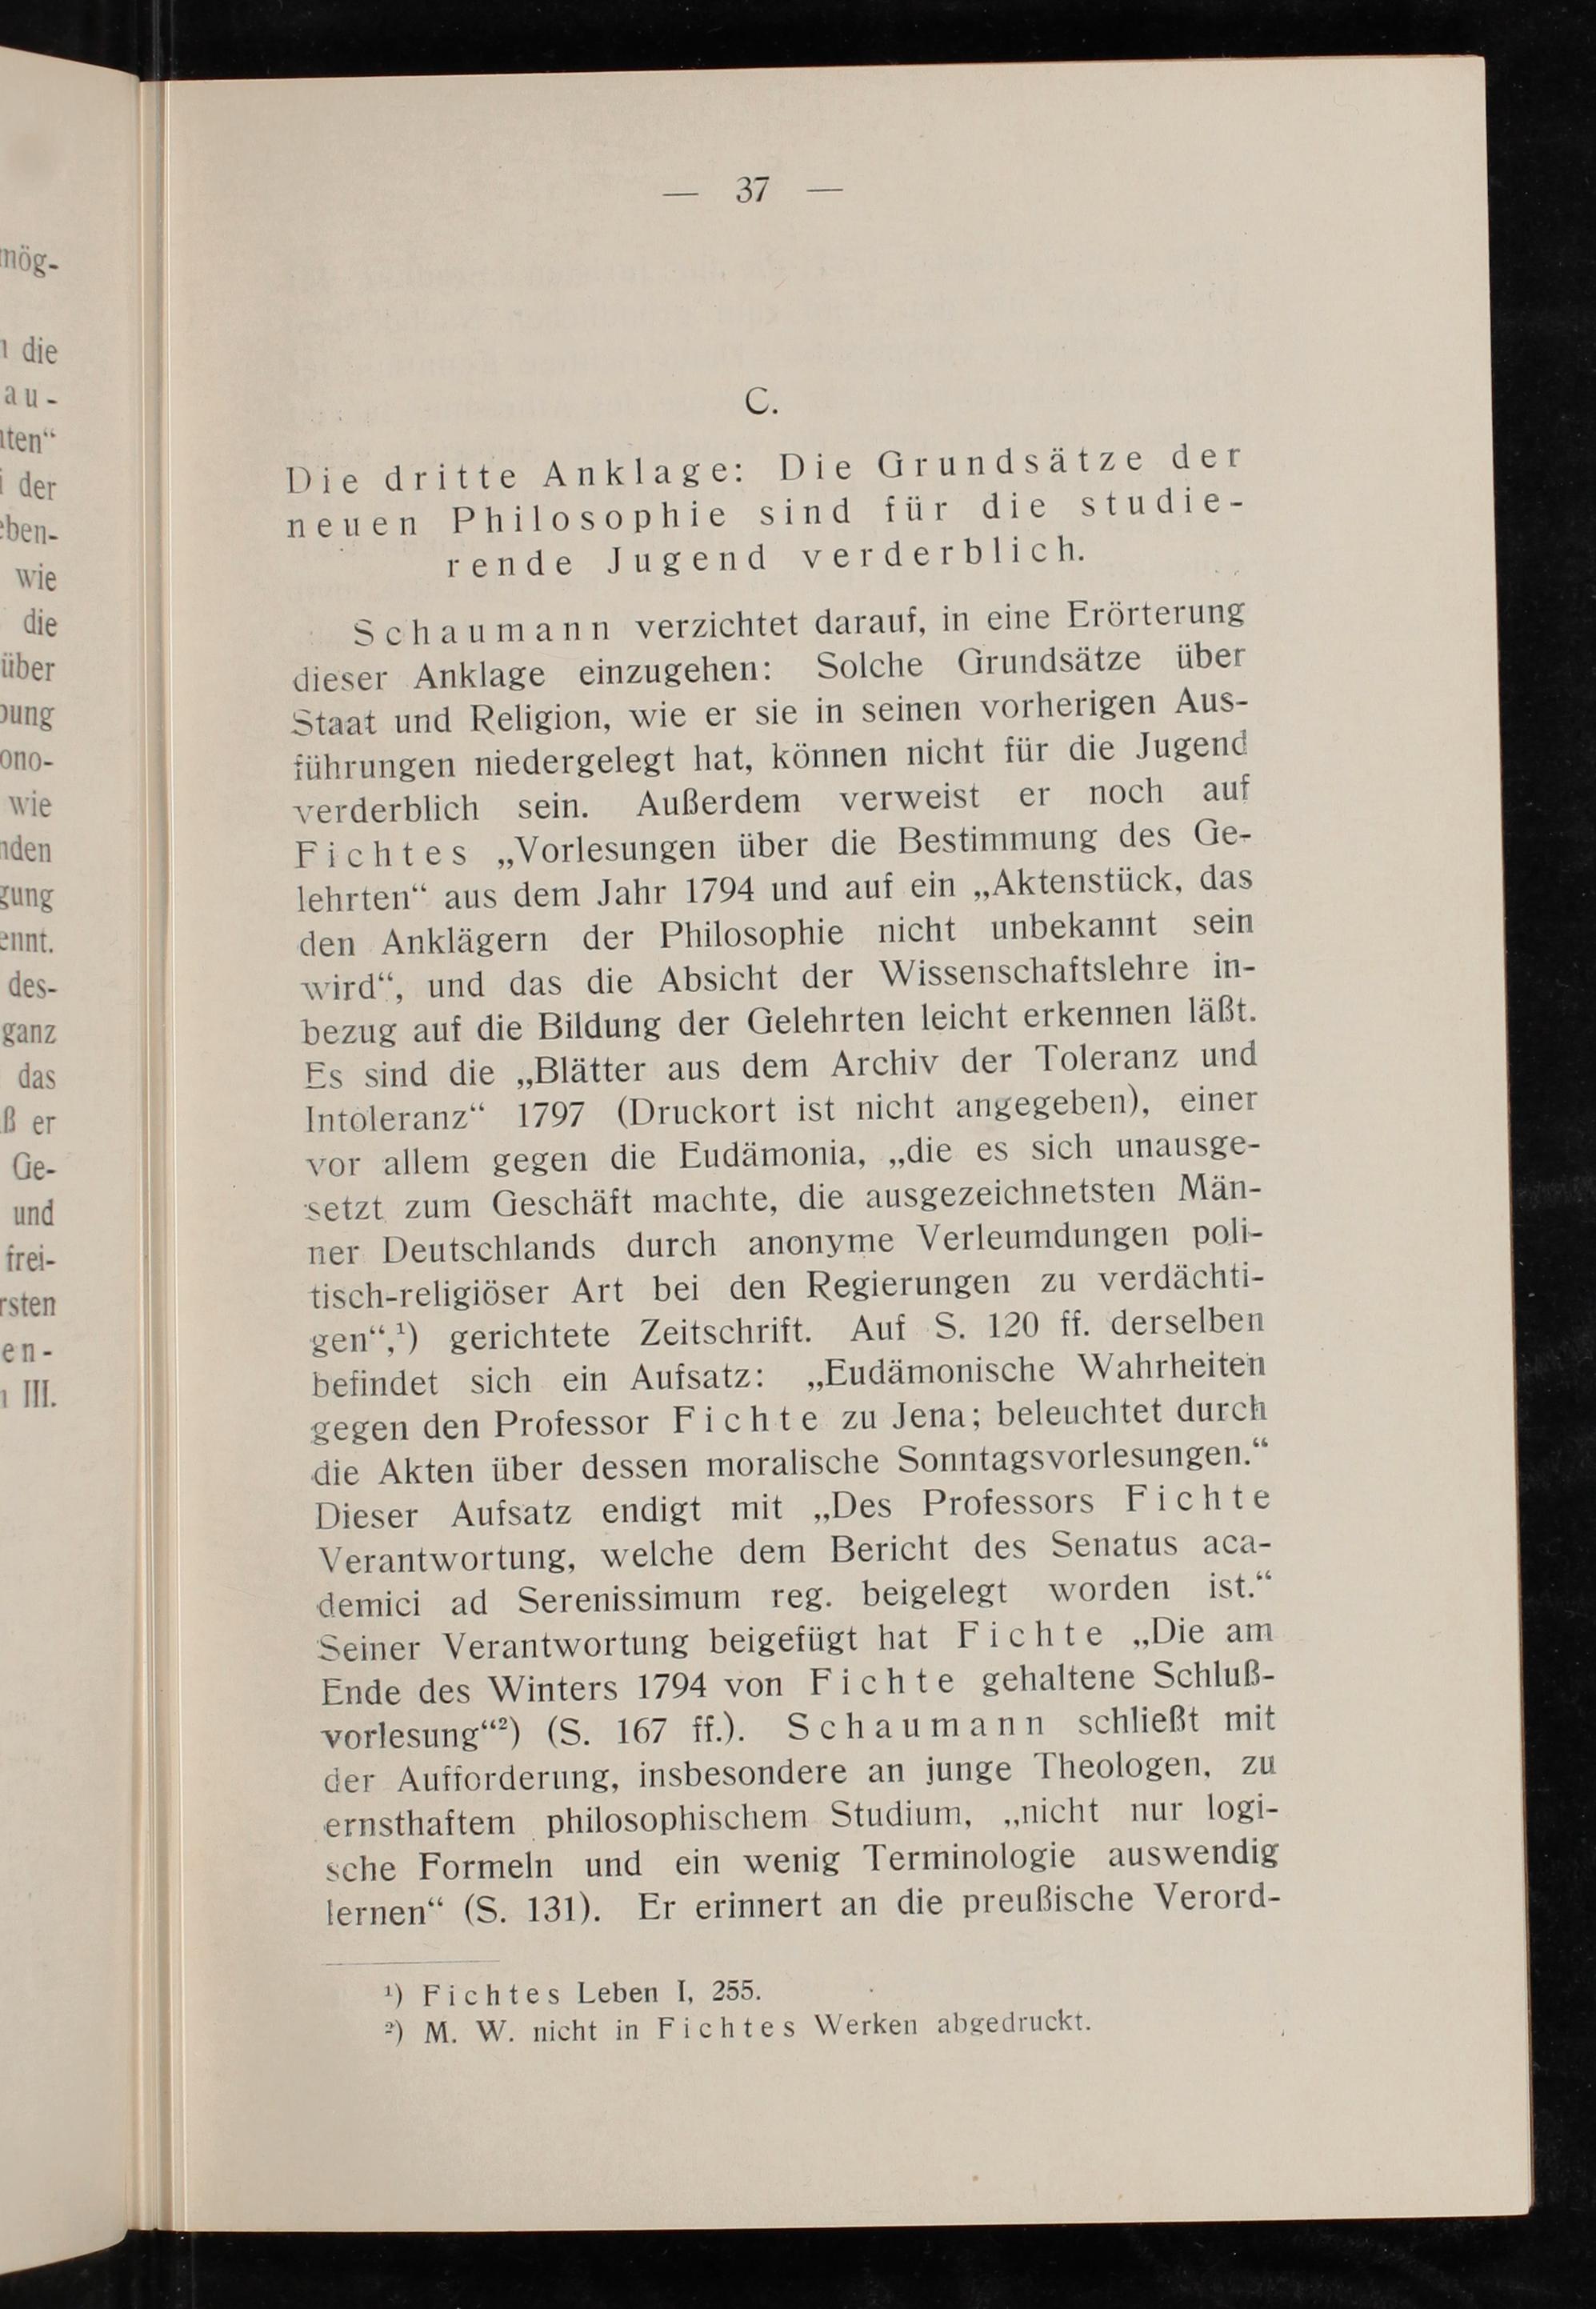 — 37 —
C.
Die dritte Anklage: Die Grundsätze der
neuen Philosophie sind für die studie-
rende Jugend verderblich.
Schaumann verzichtet darauf, in eine Erörterung
dieser Anklage einzugehen: Solche Grundsätze über
Staat und Religion, wie er sie in seinen vorherigen Aus-
führungen niedergelegt hat, können nicht für die Jugend
verderblich sein. Außerdem verweist er noch auf
Fichtes „Vorlesungen über die Bestimmung des Ge-
lehrten“ aus dem Jahr 1794 und auf ein „Aktenstück, das
den Anklägern der Philosophie nicht unbekannt sein
wird“, und das die Absicht der Wissenschaftslehre in-
bezug auf die Bildung der Gelehrten leicht erkennen läßt.
Es sind die „Blätter aus dem Archiv der Toleranz und
Intoleranz“ 1797 (Druckort ist nicht angegeben), einer
vor allem gegen die Eudämonia, „die es sich unausge-
setzt zum Geschäft machte, die ausgezeichnetsten Män-
ner Deutschlands durch anonyme Verleumdungen poli-
tisch-religiöser Art bei den Regierungen zu verdächti-
gen“,¹) gerichtete Zeitschrift. Auf S. 120 ff. derselben
befindet sich ein Aufsatz: „Eudämonische Wahrheiten
gegen den Professor Fichte zu Jena; beleuchtet durch
die Akten über dessen moralische Sonntagsvorlesungen.“
Dieser Aufsatz endigt mit „Des Professors Fichte
Verantwortung, welche dem Bericht des Senatus aca-
demici ad Serenissimum reg. beigelegt worden ist.“
Seiner Verantwortung beigefügt hat Fichte „Die am
Ende des Winters 1794 von Fichte gehaltene Schluß-
vorlesung“²) (S. 167 ff.). Schaumann schließt mit
der Aufforderung, insbesondere an junge Theologen, zu
ernsthaftem philosophischem Studium, „nicht nur logi-
sche Formeln und ein wenig Terminologie auswendig
lernen“ (S. 131). Er erinnert an die preußische Verord-
¹) Fichtes Leben I, 255.
²) M. W. nicht in Fichtes Werken abgedruckt.